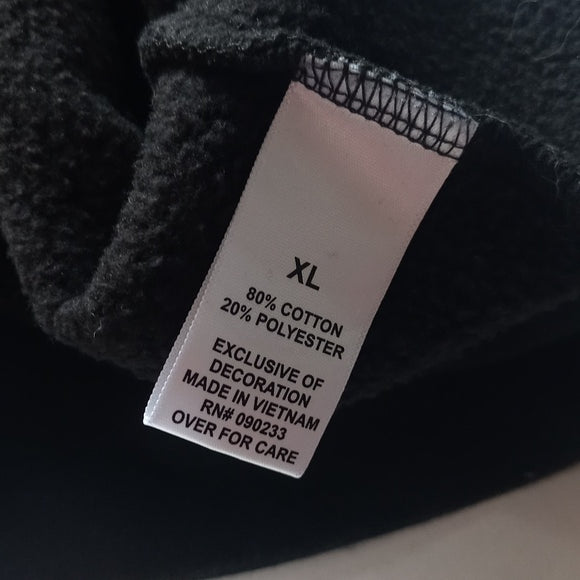 XL
80% COTTON
20% POLYESTER
EXCLUSIVE OF
DECORATION
MADE IN VIETNAM
RN# 090233
OVER FOR CARE